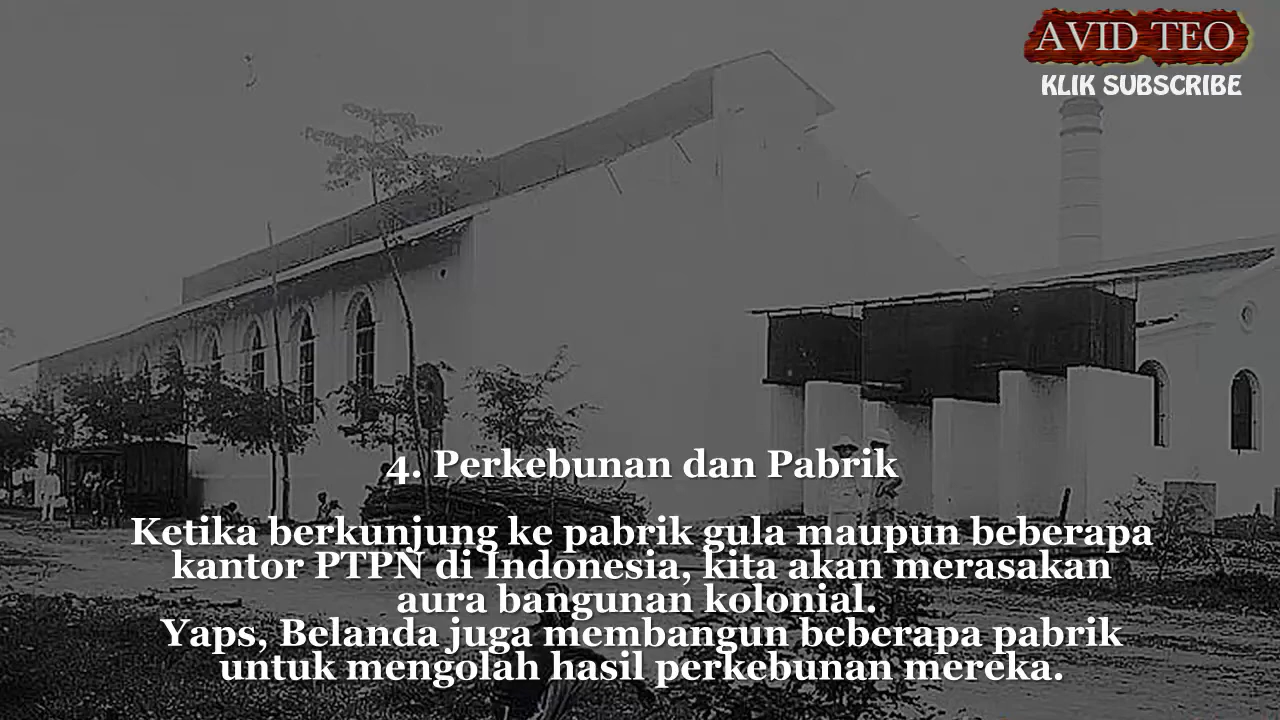 AVID TEO
KLIK SUBSCRIBE
4. Perkebunan dan Pabrik
Ketika berkunjung ke pabrik gula maupun beberapa
kantor PTPN di Indonesia, kita akan merasakan
aura bangunan kolonial.
Yaps, Belanda juga membangun beberapa pabrik
untuk mengolah hasil perkebunan mereka.